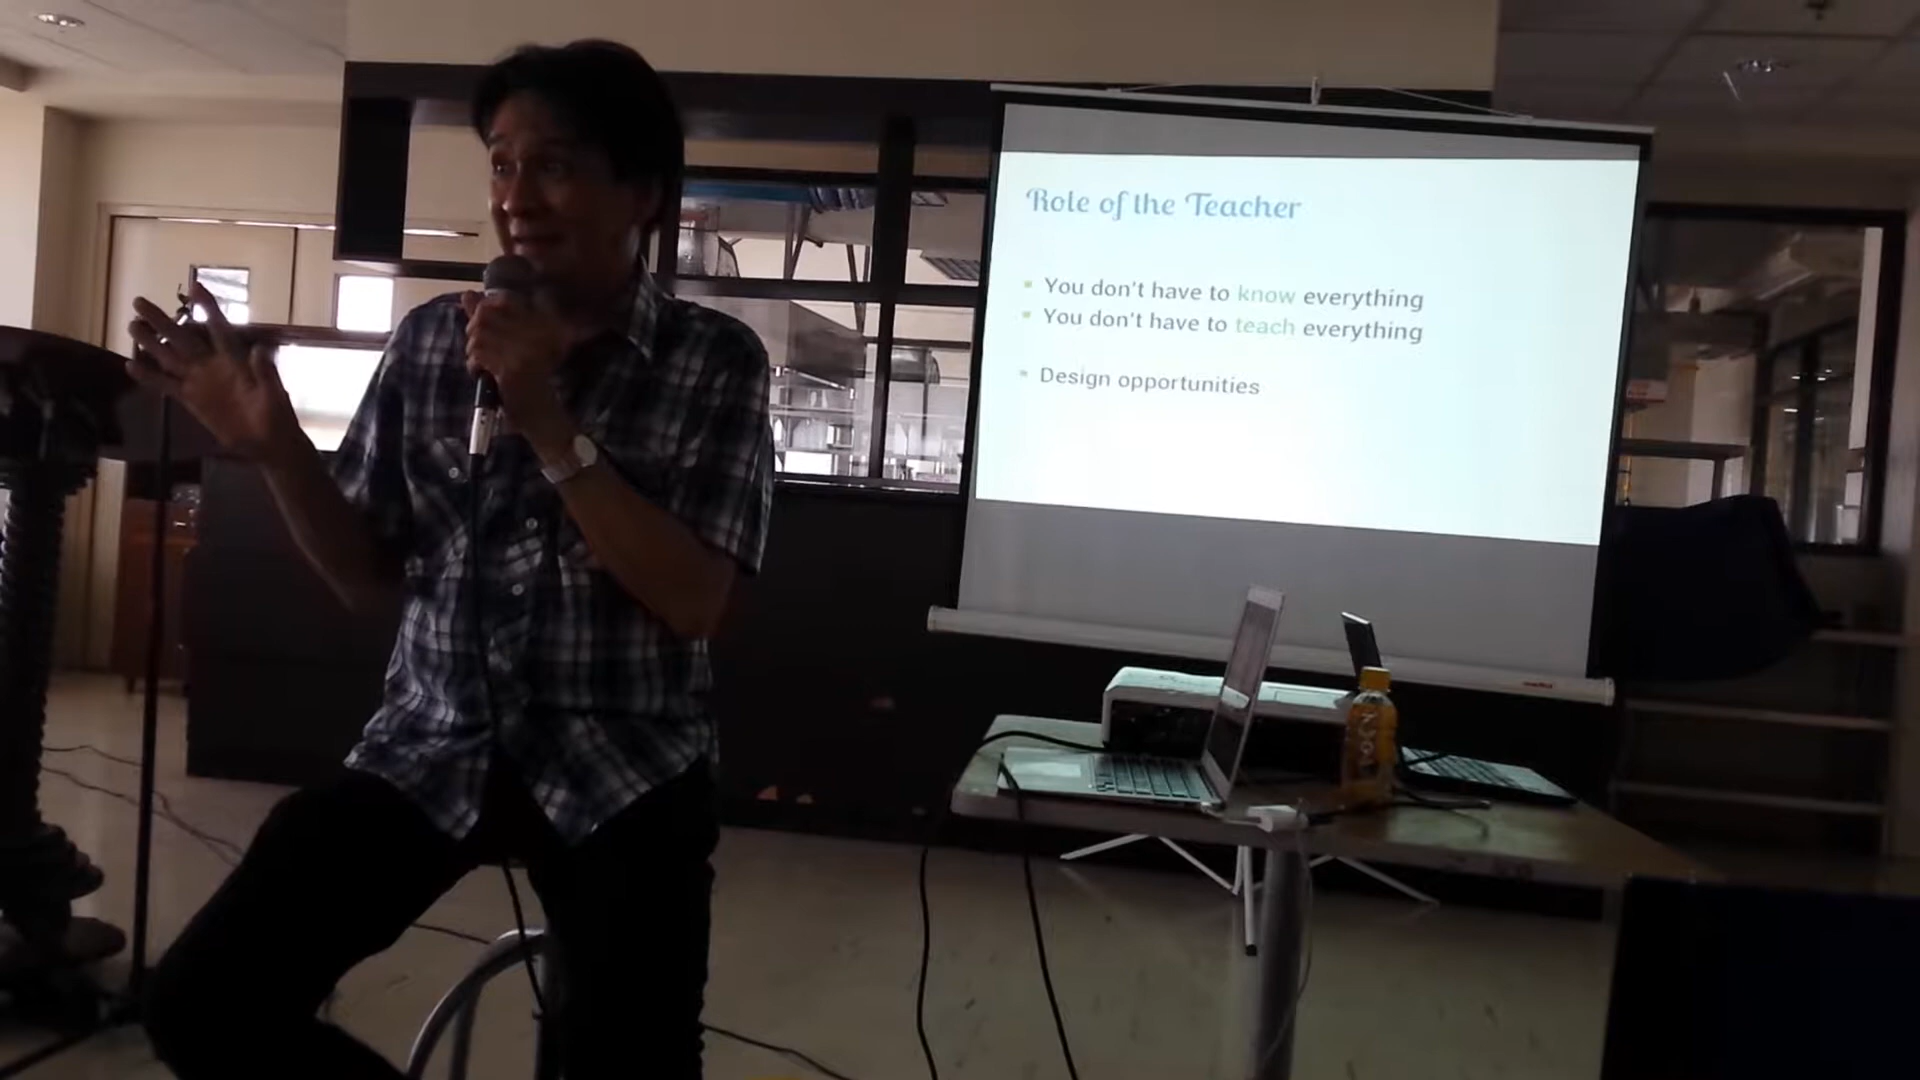 Role of the Teacher
You don't have to know everything
You don't have to teach everything
Design opportunities